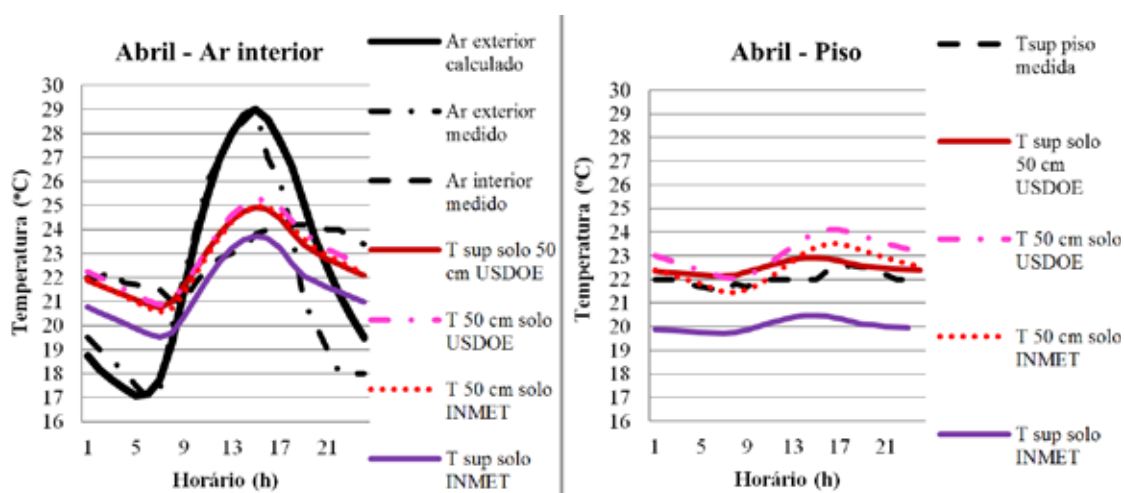 Abril - Ar interior
Temperatura (ºC)
30
29
28
27
26
25
24
23
22
21
20
19
18
17
16
1 5 9 13 17 21
Horário (h)
Ar exterior
calculado
Ar exterior
medido
Ar interior
medido
T sup solo 50
cm USDOE
T 50 cm solo
USDOE
T 50 cm solo
INMET
T sup solo
INMET
Abril - Piso
Temperatura (ºC)
30
29
28
27
26
25
24
23
22
21
20
19
18
17
16
1 5 9 13 17 21
Horário (h)
Tsup piso
medida
T sup solo
50 cm
USDOE
T 50 cm solo
USDOE
T 50 cm solo
INMET
T sup solo
INMET